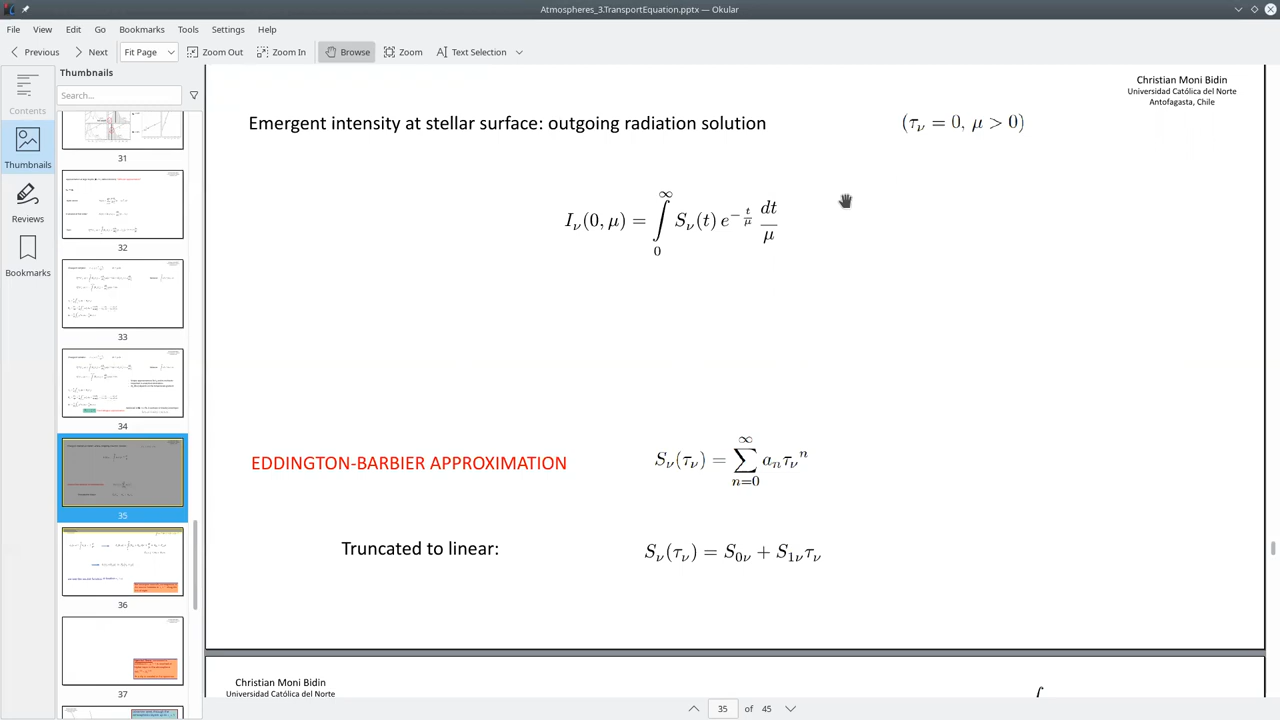 Atmospheres_3.TransportEquation.pptx — Okular
File View Edit Go Bookmarks Tools Settings Help
Previous Next Fit Page Zoom Out Zoom In Browse Zoom Text Selection
Contents
Thumbnails
Reviews
Bookmarks
Thumbnails
Search...
31
32
33
34
35
36
37
Christian Moni Bidin
Universidad Católica del Norte
Antofagasta, Chile
Emergent intensity at stellar surface: outgoing radiation solution (τ_ν = 0, μ > 0)
I_ν(0, μ) = ∫_0^∞ S_ν(t) e^{-t/μ} dt/μ
EDDINGTON-BARBIER APPROXIMATION S_ν(τ_ν) = ∑_{n=0}^∞ a_n τ_ν^n
Truncated to linear: S_ν(τ_ν) = S_{0ν} + S_{1ν}τ_ν
Christian Moni Bidin
Universidad Católica del Norte
35 of 45